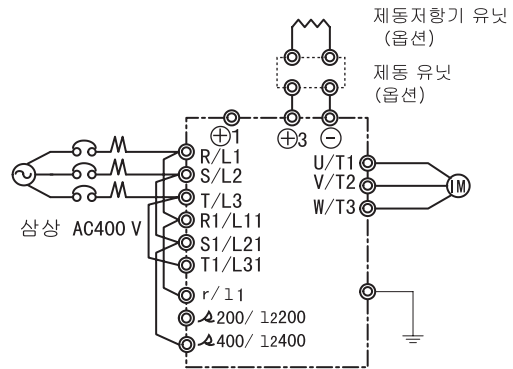 제동저항기 유닛
(옵션)
제동 유닛
(옵션)
⊕1
⊕3
⊖
R/L1
S/L2
T/L3
R1/L11
S1/L21
T1/L31
r/l1
200/l2200
400/l2400
U/T1
V/T2
W/T3
IM
삼상 AC400 V